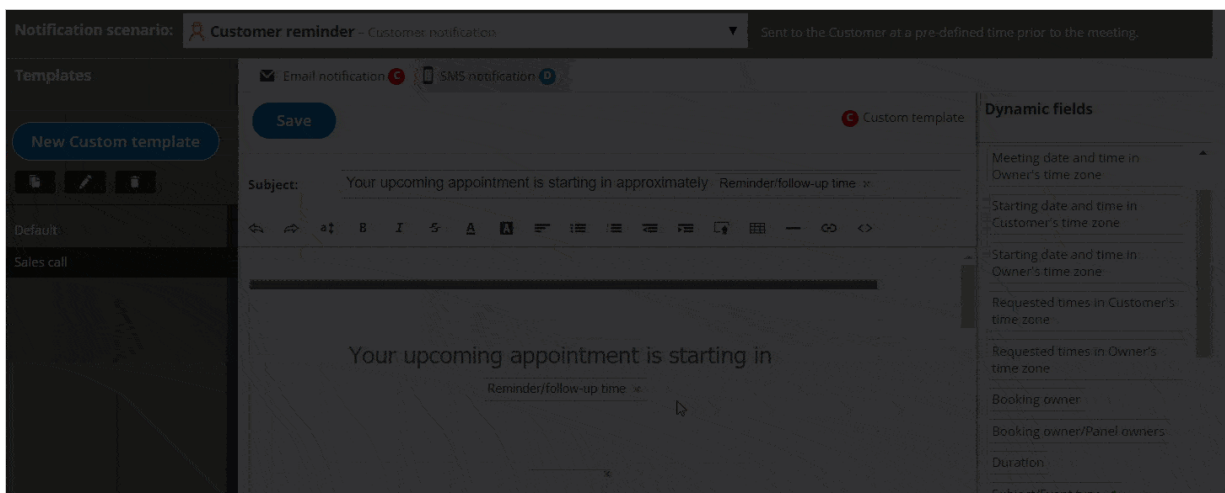 Notification scenario: Customer reminder - Customer notification ▼ Sent to the Customer at a pre-defined time prior to the meeting.
Templates
Email notification C SMS notification D
Save
C Custom template
Dynamic fields
New Custom template
Meeting date and time in
Owner's time zone
Subject: Your upcoming appointment is starting in approximately Reminder/follow-up time ×
Starting date and time in
Customer's time zone
Default
B I S A A
Starting date and time in
Owner's time zone
Sales call
Requested times in Customer's
time zone
Your upcoming appointment is starting in
Reminder/follow-up time ×
Requested times in Owner's
time zone
Booking owner
Booking owner/Panel owners
Duration